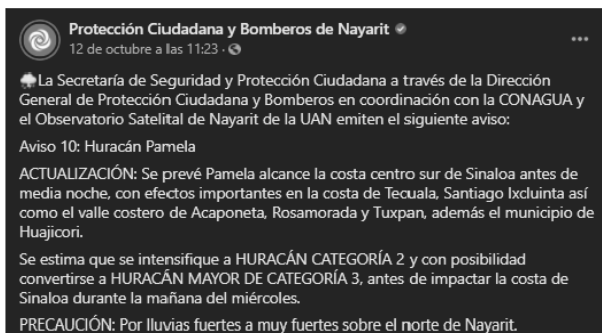 Protección Ciudadana y Bomberos de Nayarit
12 de octubre a las 11:23 ·
La Secretaría de Seguridad y Protección Ciudadana a través de la Dirección
General de Protección Ciudadana y Bomberos en coordinación con la CONAGUA y
el Observatorio Satelital de Nayarit de la UAN emiten el siguiente aviso:
Aviso 10: Huracán Pamela
ACTUALIZACIÓN: Se prevé Pamela alcance la costa centro sur de Sinaloa antes de
media noche, con efectos importantes en la costa de Tecuala, Santiago Ixcluinta así
como el valle costero de Acaponeta, Rosamorada y Tuxpan, además el municipio de
Huajicori.
Se estima que se intensifique a HURACÁN CATEGORÍA 2 y con posibilidad
convertirse a HURACÁN MAYOR DE CATEGORÍA 3, antes de impactar la costa de
Sinaloa durante la mañana del miércoles.
PRECAUCIÓN: Por lluvias fuertes a muy fuertes sobre el norte de Nayarit.